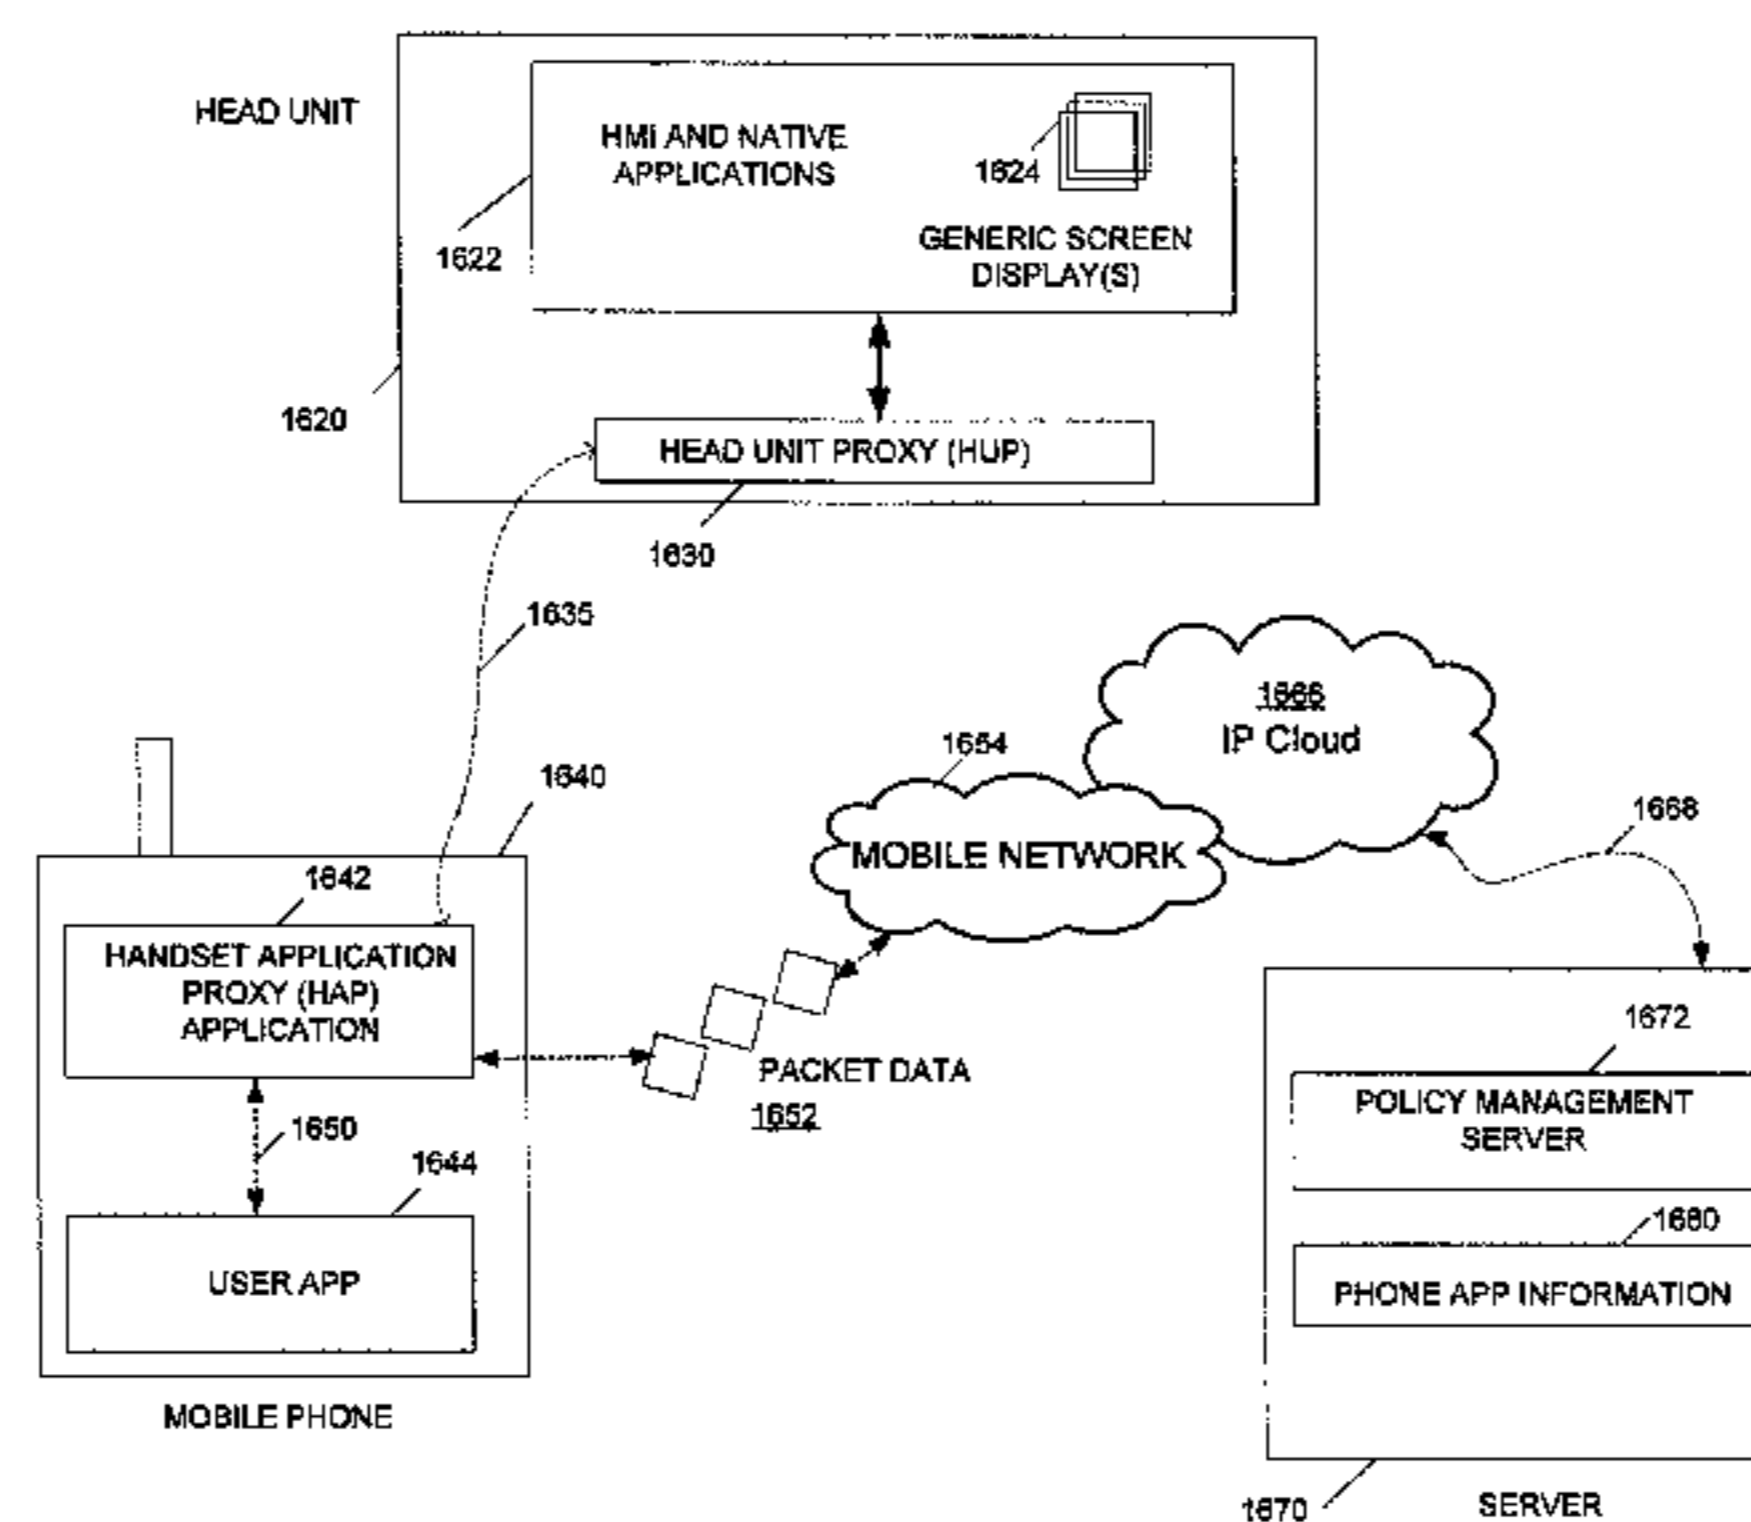 HEAD UNIT
HMI AND NATIVE
APPLICATIONS
1624
GENERIC SCREEN
DISPLAY(S)
1622
1620
HEAD UNIT PROXY (HUP)
1630
1635
1666
IP Cloud
1654
MOBILE NETWORK
1668
1640
1642
HANDSET APPLICATION
PROXY (HAP)
APPLICATION
PACKET DATA
1652
1650
1644
USER APP
MOBILE PHONE
1672
POLICY MANAGEMENT
SERVER
1680
PHONE APP INFORMATION
1670
SERVER